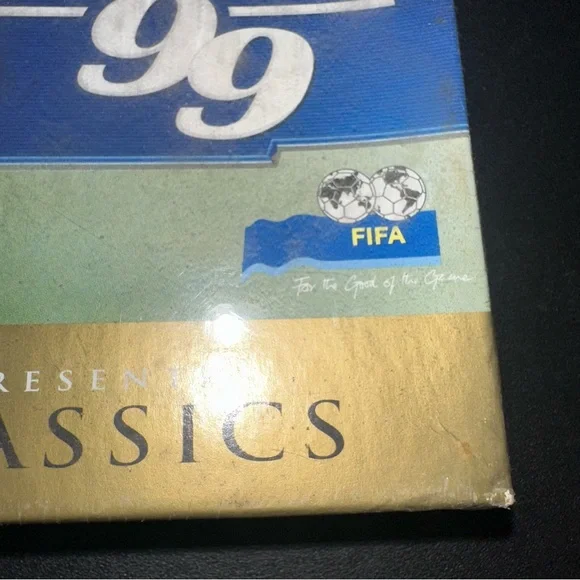 99
FIFA
For the Good of the Game
RESENT
ASSICS